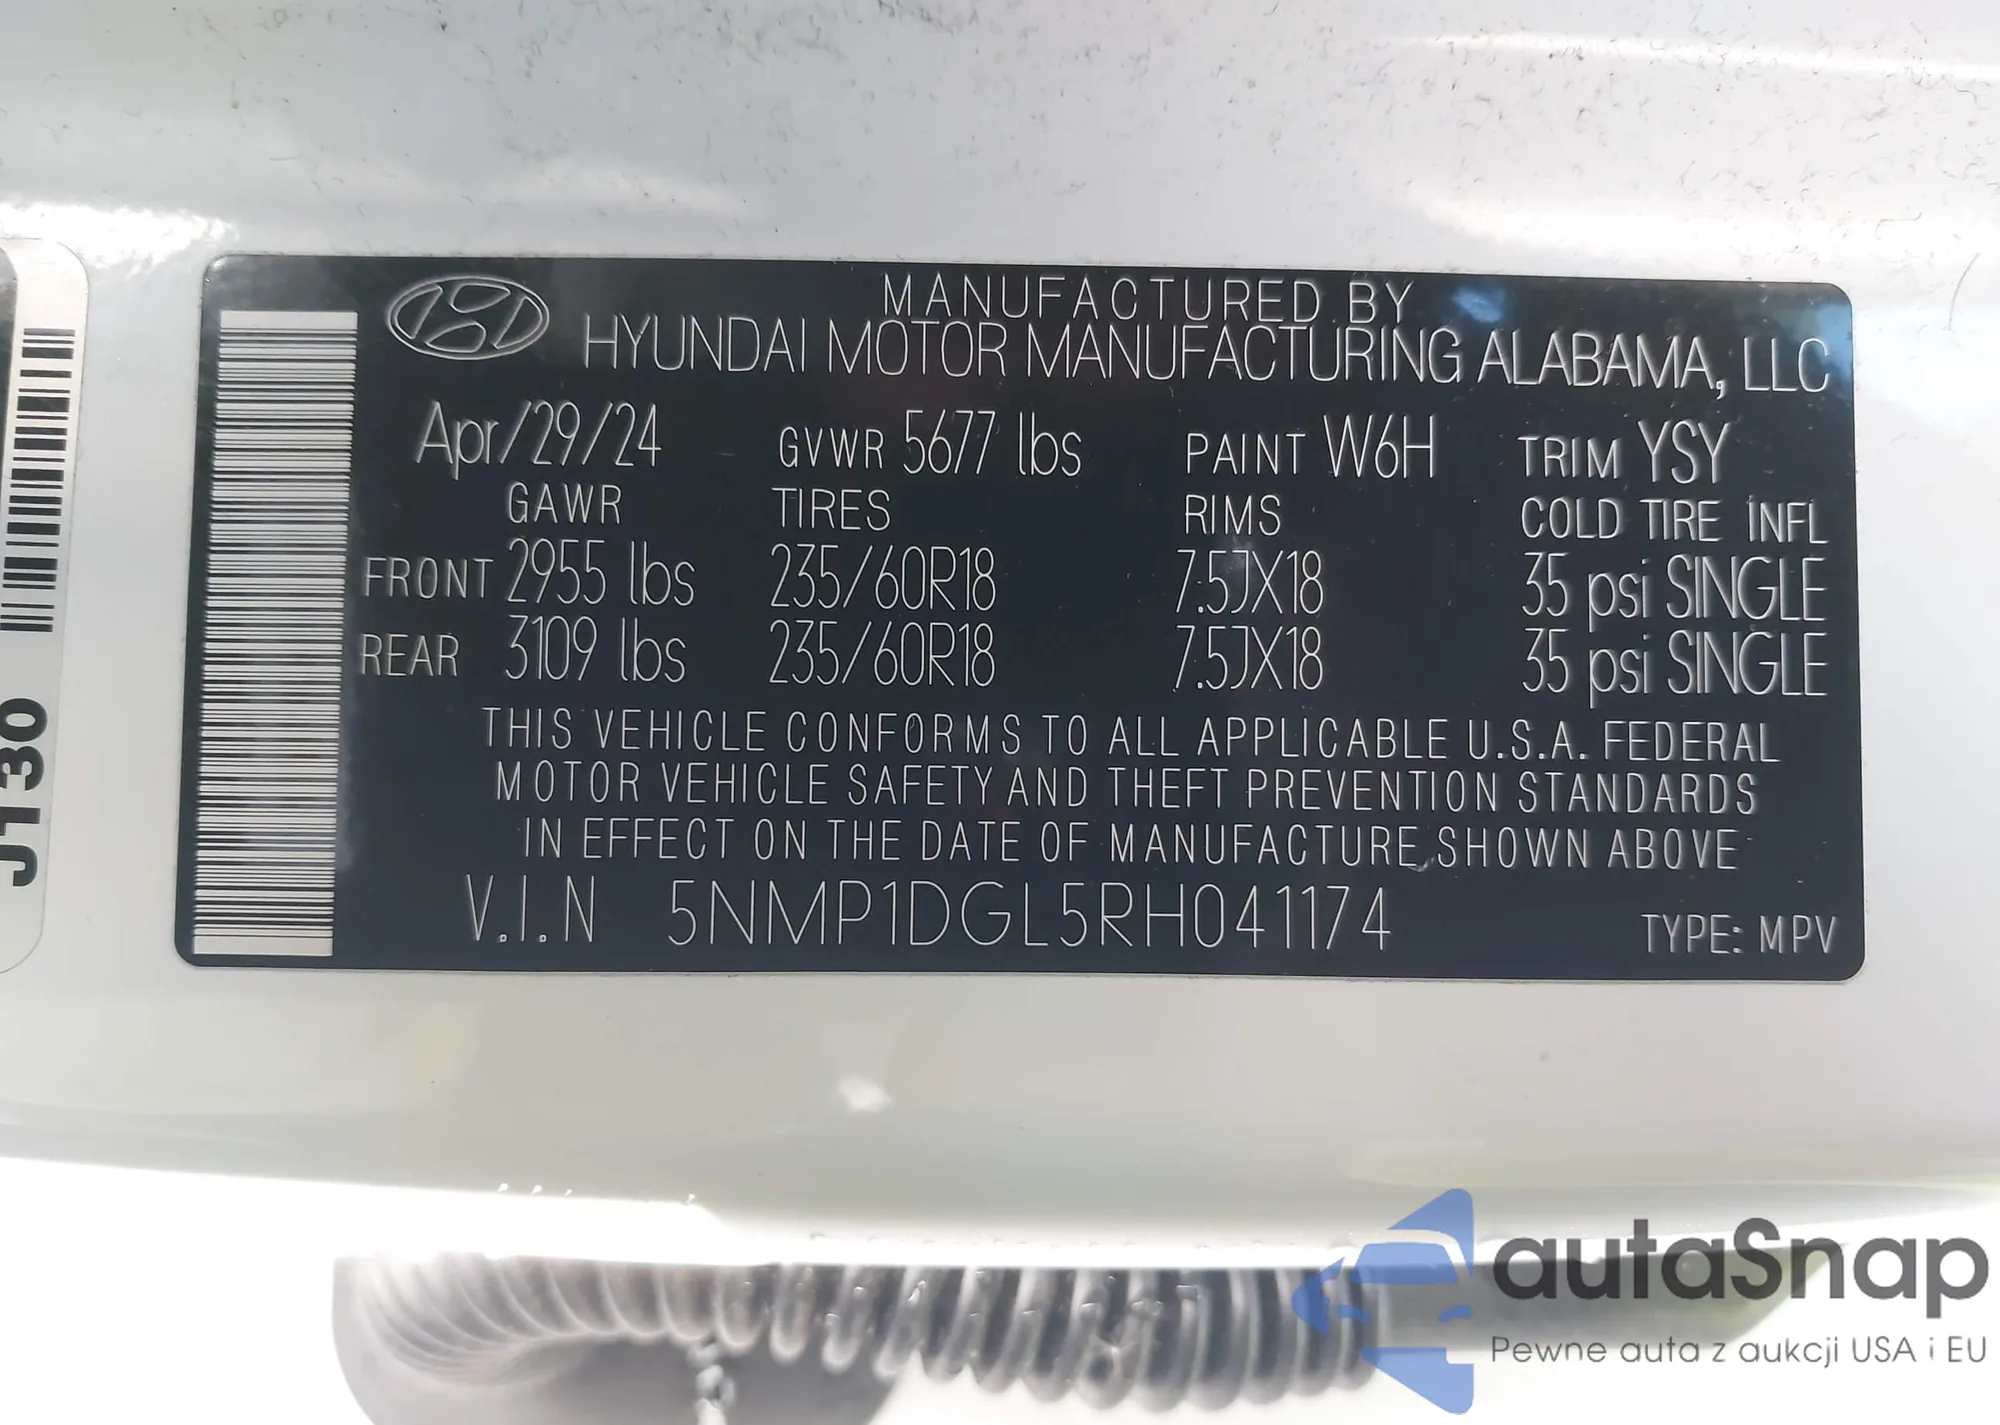 MANUFACTURED BY
HYUNDAI MOTOR MANUFACTURING ALABAMA, LLC
Apr/29/24 GVWR 5677 lbs PAINT W6H TRIM YSY
GAWR TIRES RIMS COLD TIRE INFL
FRONT 2955 lbs 235/60R18 7.5JX18 35 psi SINGLE
REAR 3109 lbs 235/60R18 7.5JX18 35 psi SINGLE
THIS VEHICLE CONFORMS TO ALL APPLICABLE U.S.A. FEDERAL
MOTOR VEHICLE SAFETY AND THEFT PREVENTION STANDARDS
IN EFFECT ON THE DATE OF MANUFACTURE SHOWN ABOVE
V.I.N 5NMP1DGL5RH041174 TYPE: MPV
J130
autaSnap
Pewne auta z aukcji USA i EU